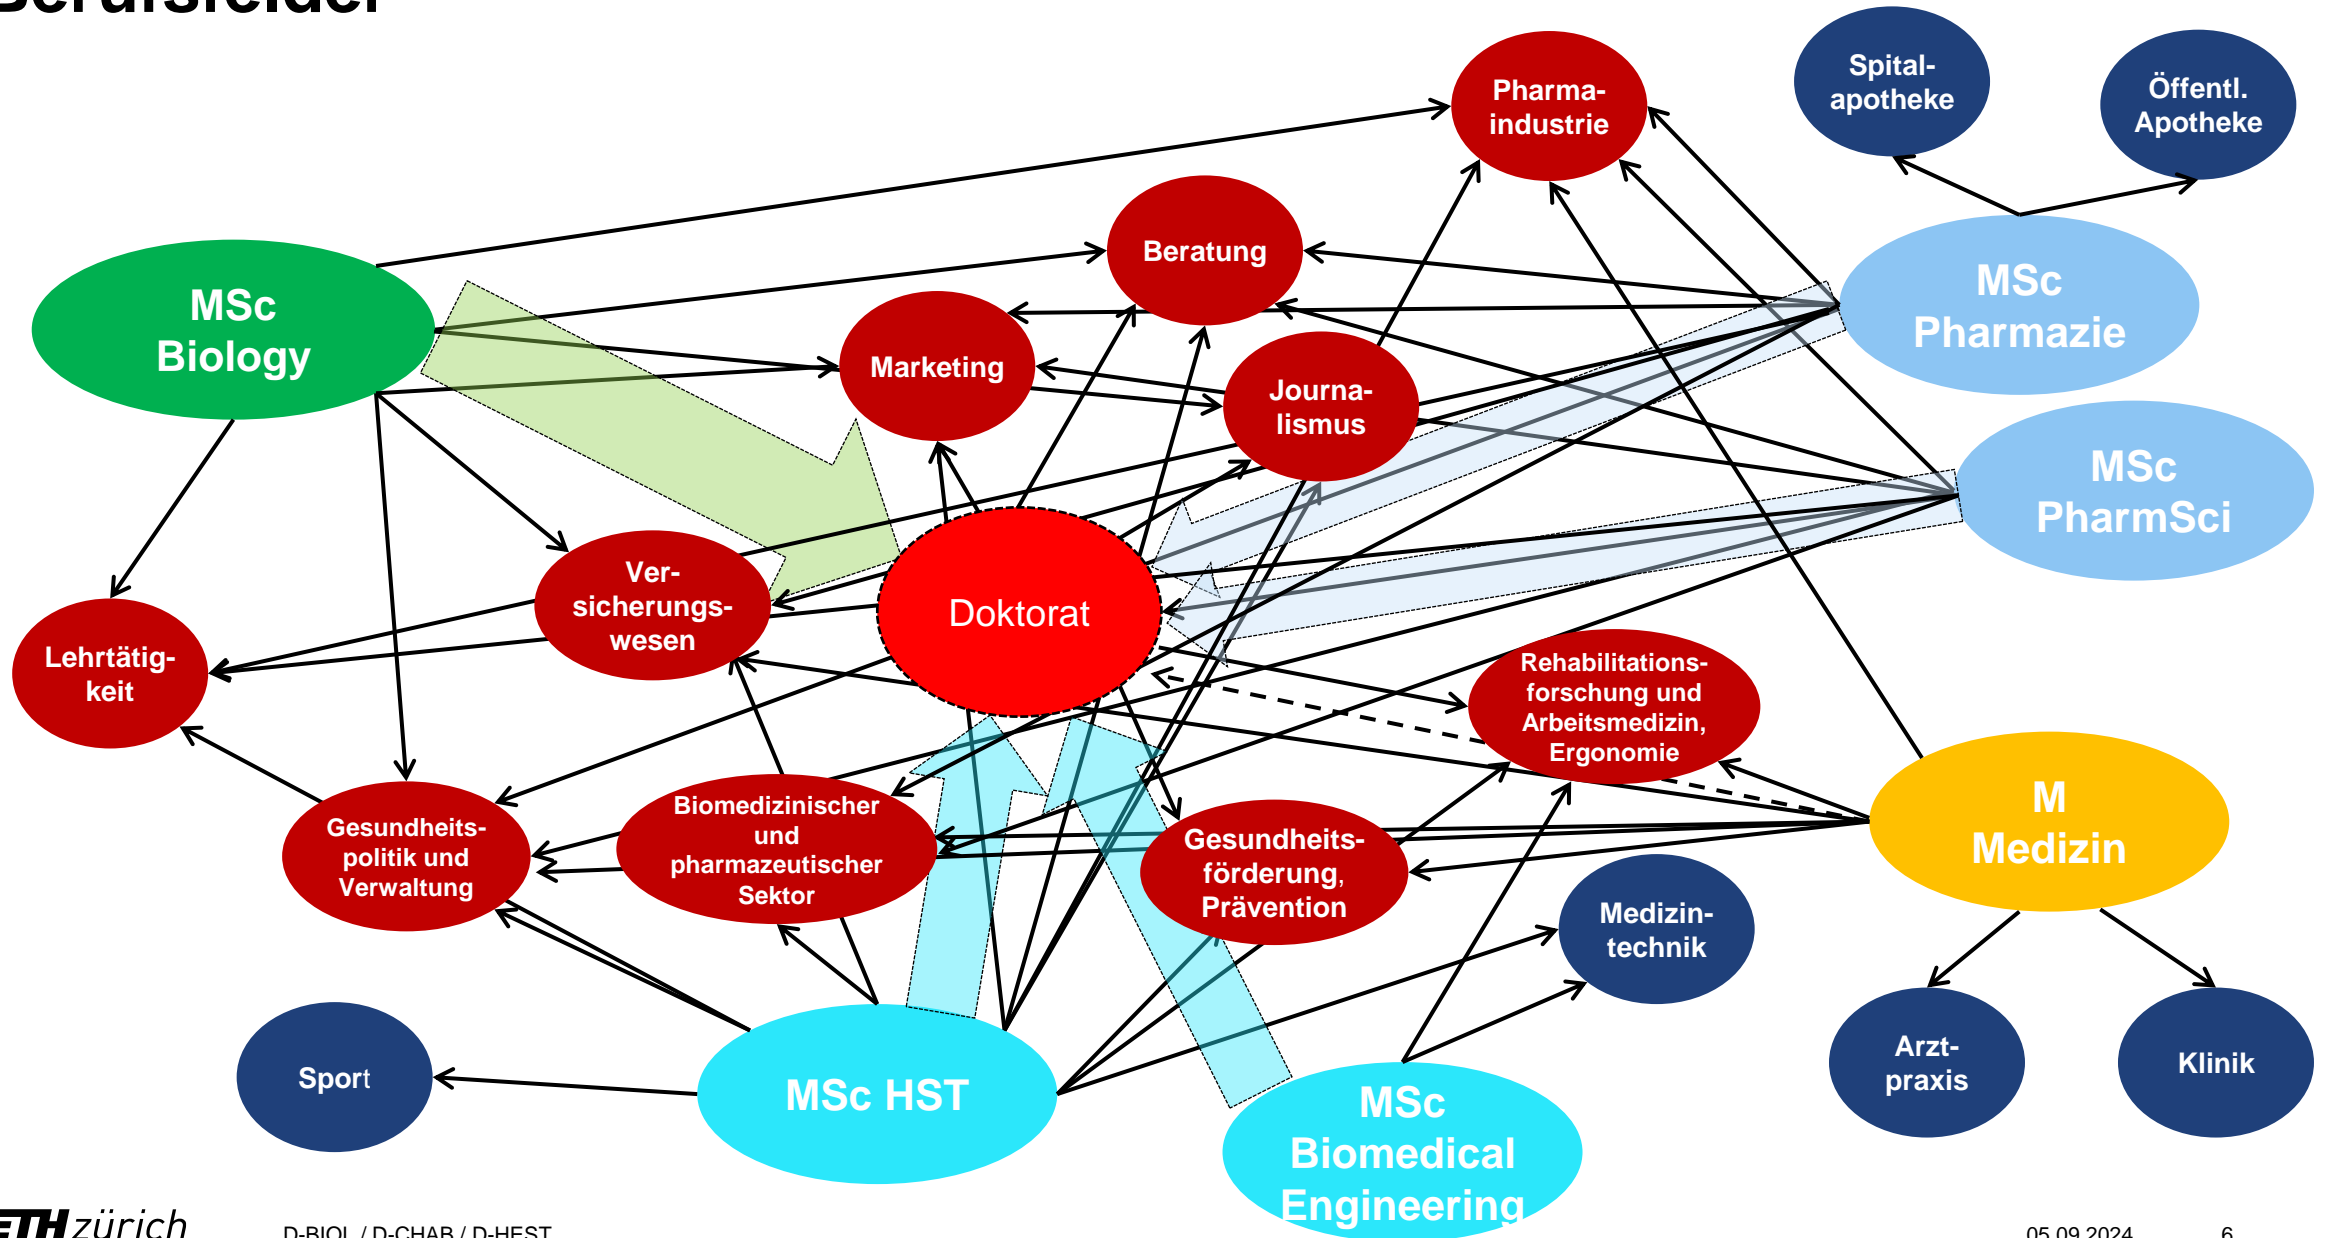 Berufsfelder
Spital-
apotheke
Öffentl.
Apotheke
Pharma-
industrie
Beratung
MSc
Biology
MSc
Pharmazie
Marketing
Journa-
lismus
MSc
PharmSci
Ver-
sicherungs-
wesen
Doktorat
Lehrtätig-
keit
Rehabilitations-
forschung und
Arbeitsmedizin,
Ergonomie
Gesundheits-
politik und
Verwaltung
Biomedizinischer
und
pharmazeutischer
Sektor
Gesundheits-
förderung,
Prävention
M
Medizin
Medizin-
technik
Sport
MSc HST
MSc
Biomedical
Engineering
Arzt-
praxis
Klinik
ETH zürich
D-BIOL / D-CHAB / D-HEST
05.09.2024
6